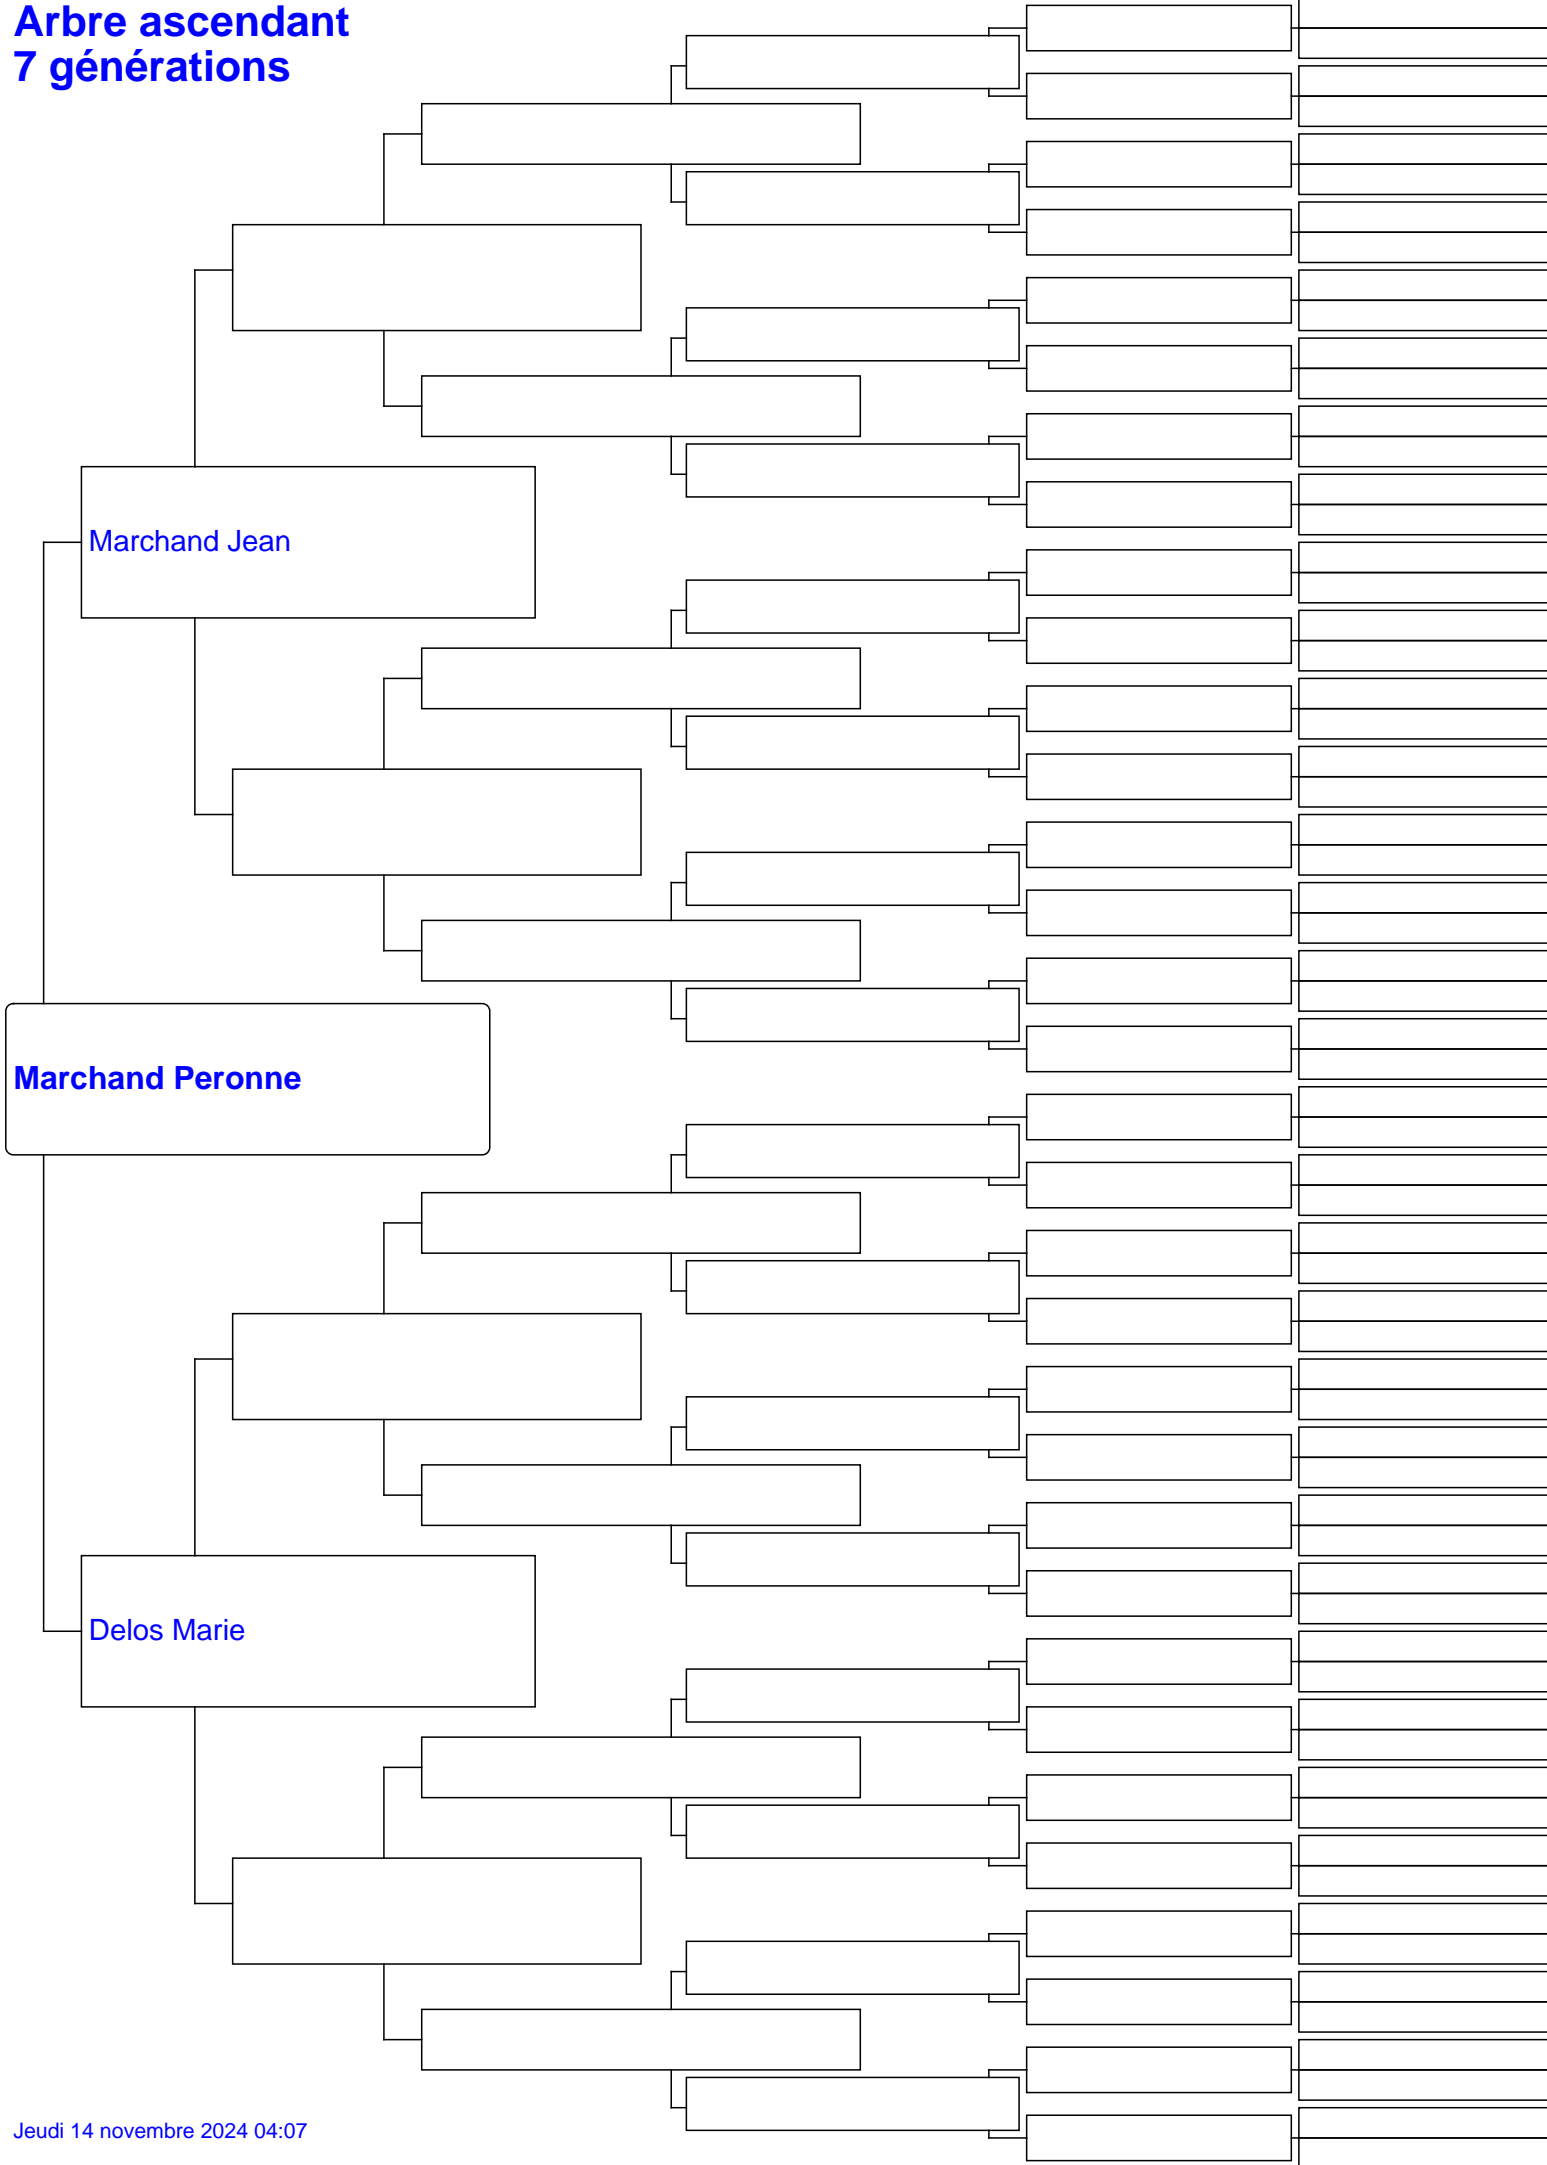 Arbre ascendant
7 générations
Marchand Jean
Marchand Peronne
Delos Marie
Jeudi 14 novembre 2024 04:07